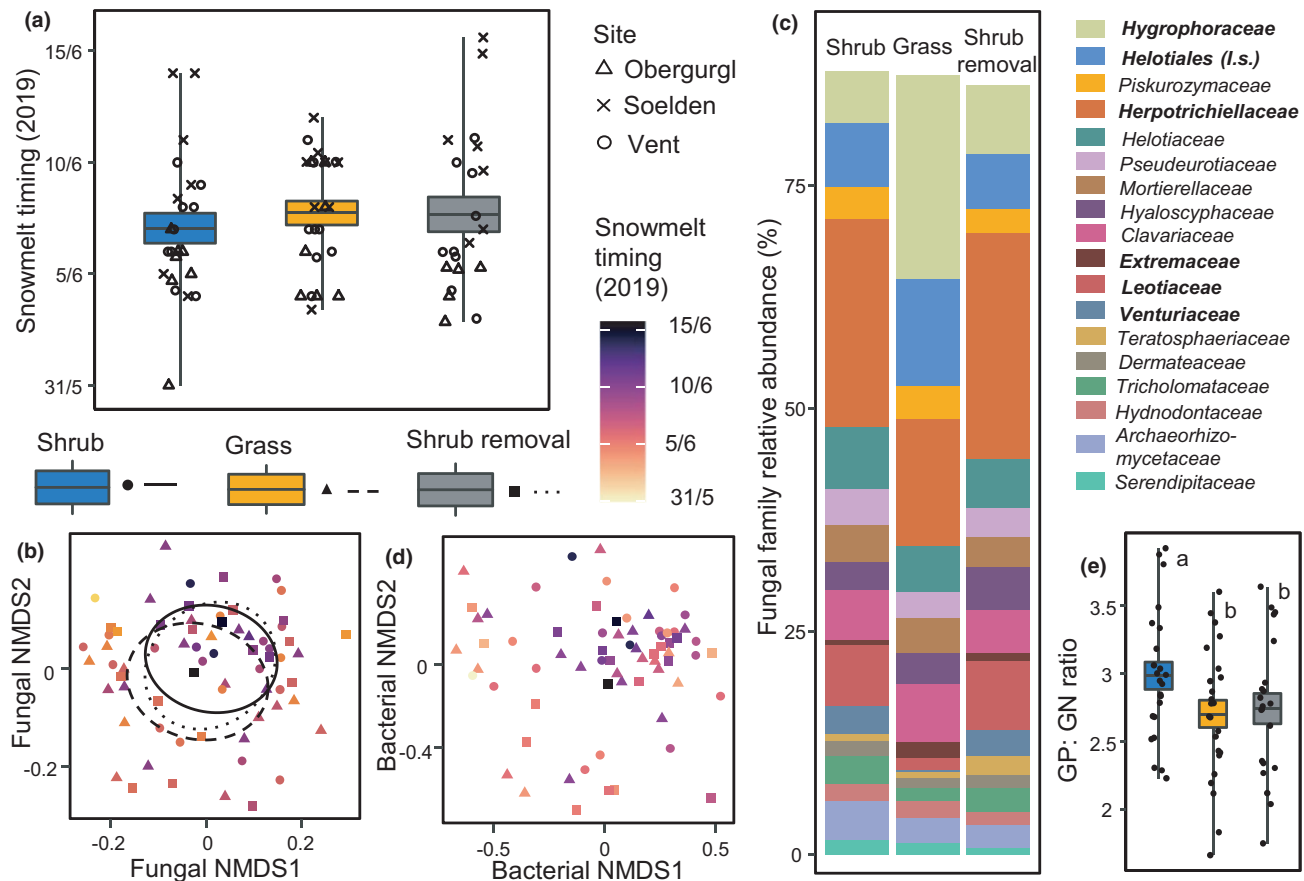 (a)
Snowmelt timing (2019)
15/6
10/6
5/6
31/5
Site
Obergurgl
Soelden
Vent
Snowmelt
timing
(2019)
15/6
10/6
5/6
31/5
Shrub
Grass
Shrub removal
(b)
Fungal NMDS2
0
-0.2
-0.2
0
0.2
Fungal NMDS1
(d)
Bacterial NMDS2
0
-0.4
-0.5
0
0.5
Bacterial NMDS1
(c)
Fungal family relative abundance (%)
75
50
25
0
Shrub
Grass
Shrub
removal
Hygrophoraceae
Helotiales (l.s.)
Piskurozymaceae
Herpotrichiellaceae
Helotiaceae
Pseudeurotiaceae
Mortierellaceae
Hyaloscyphaceae
Clavariaceae
Extremaceae
Leotiaceae
Venturiaceae
Teratosphaeriaceae
Dermateaceae
Tricholomataceae
Hydnodontaceae
Archaeorhizo-
mycetaceae
Serendipitaceae
(e)
GP: GN ratio
3.5
3
2.5
2
a
b
b